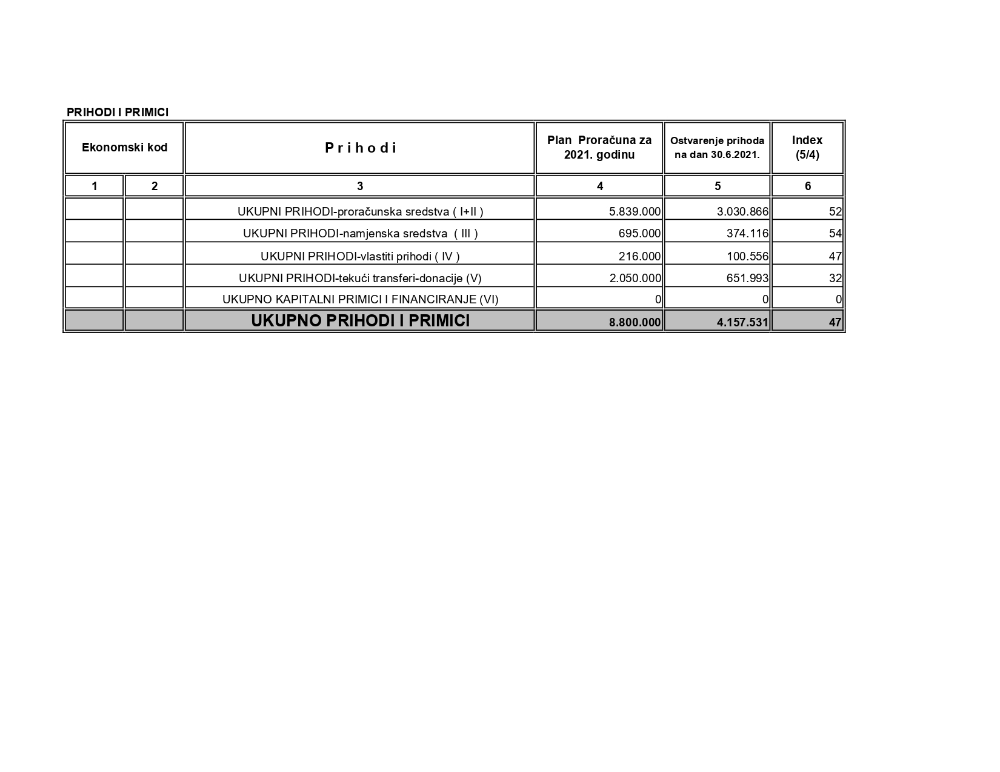 PRIHODI I PRIMICI
Ekonomski kod
P r i h o d i
Plan Proračuna za
2021. godinu
Ostvarenje prihoda
na dan 30.6.2021.
Index
(5/4)
1 2 3 4 5 6
UKUPNI PRIHODI-proračunska sredstva ( I+II ) 5.839.000 3.030.866 52
UKUPNI PRIHODI-namjenska sredstva ( III ) 695.000 374.116 54
UKUPNI PRIHODI-vlastiti prihodi ( IV ) 216.000 100.556 47
UKUPNI PRIHODI-tekući transferi-donacije (V) 2.050.000 651.993 32
UKUPNO KAPITALNI PRIMICI I FINANCIRANJE (VI) 0 0 0
UKUPNO PRIHODI I PRIMICI 8.800.000 4.157.531 47